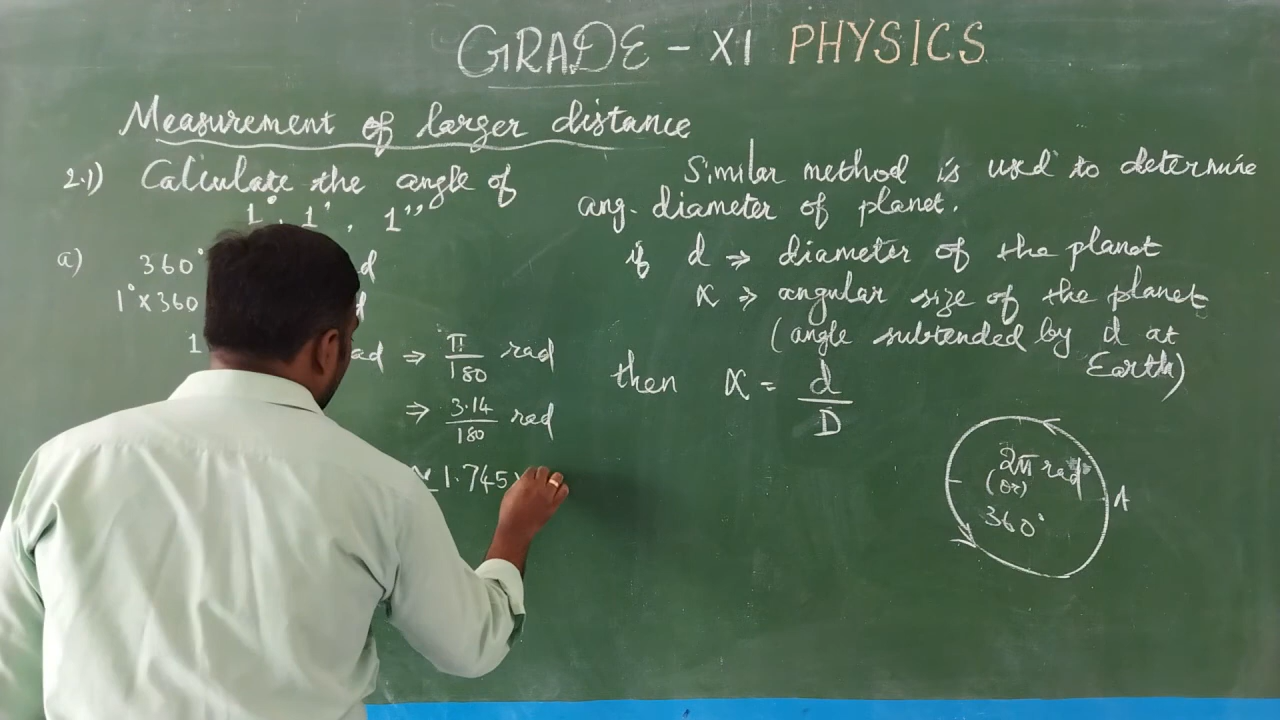 GRADE - XI PHYSICS
Measurement of larger distance
2.1) Calculate the angle of
1°, 1', 1''
a) 360°
1° x 360
1 ad ⇒ π/180 rad
⇒ 3.14/180 rad
≃ 1.745
Similar method is used to determine
ang. diameter of planet.
if d ⇒ diameter of the planet
α ⇒ angular size of the planet
(angle subtended by d at
Earth)
then α = d/D
2π rad
(or)
360°
A